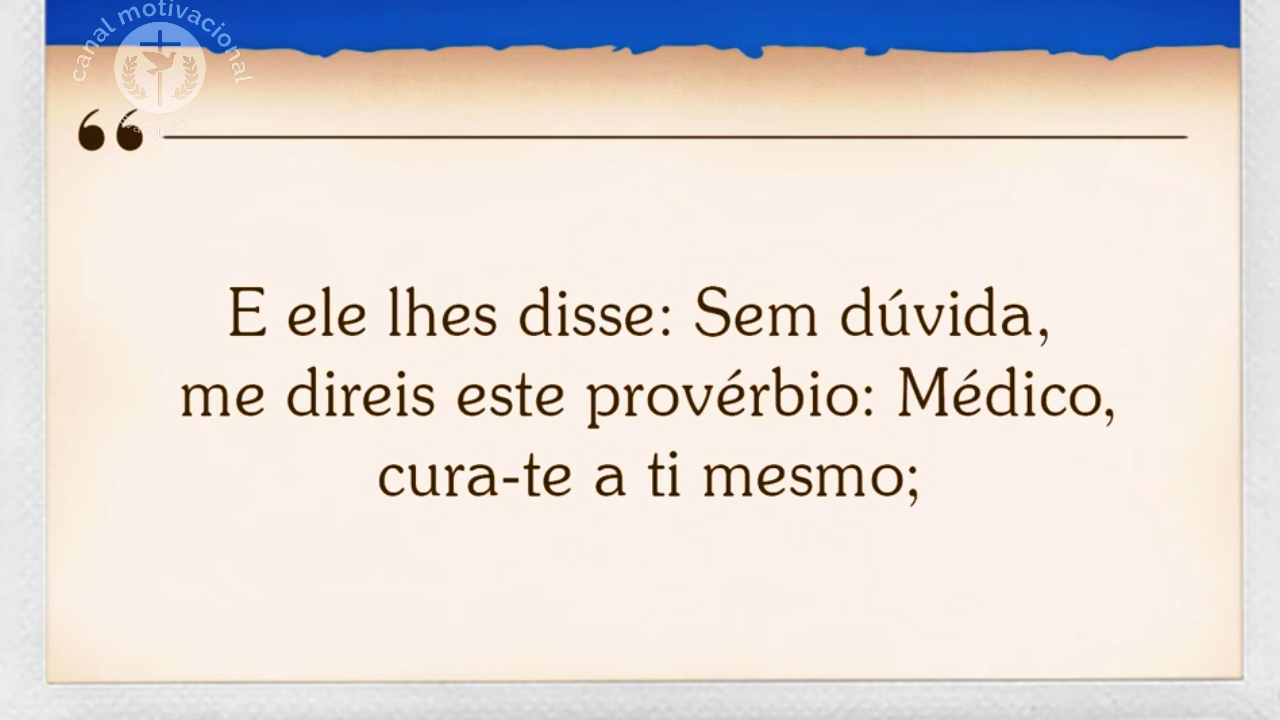 canal motivacional
“
E ele lhes disse: Sem dúvida,
me direis este provérbio: Médico,
cura-te a ti mesmo;